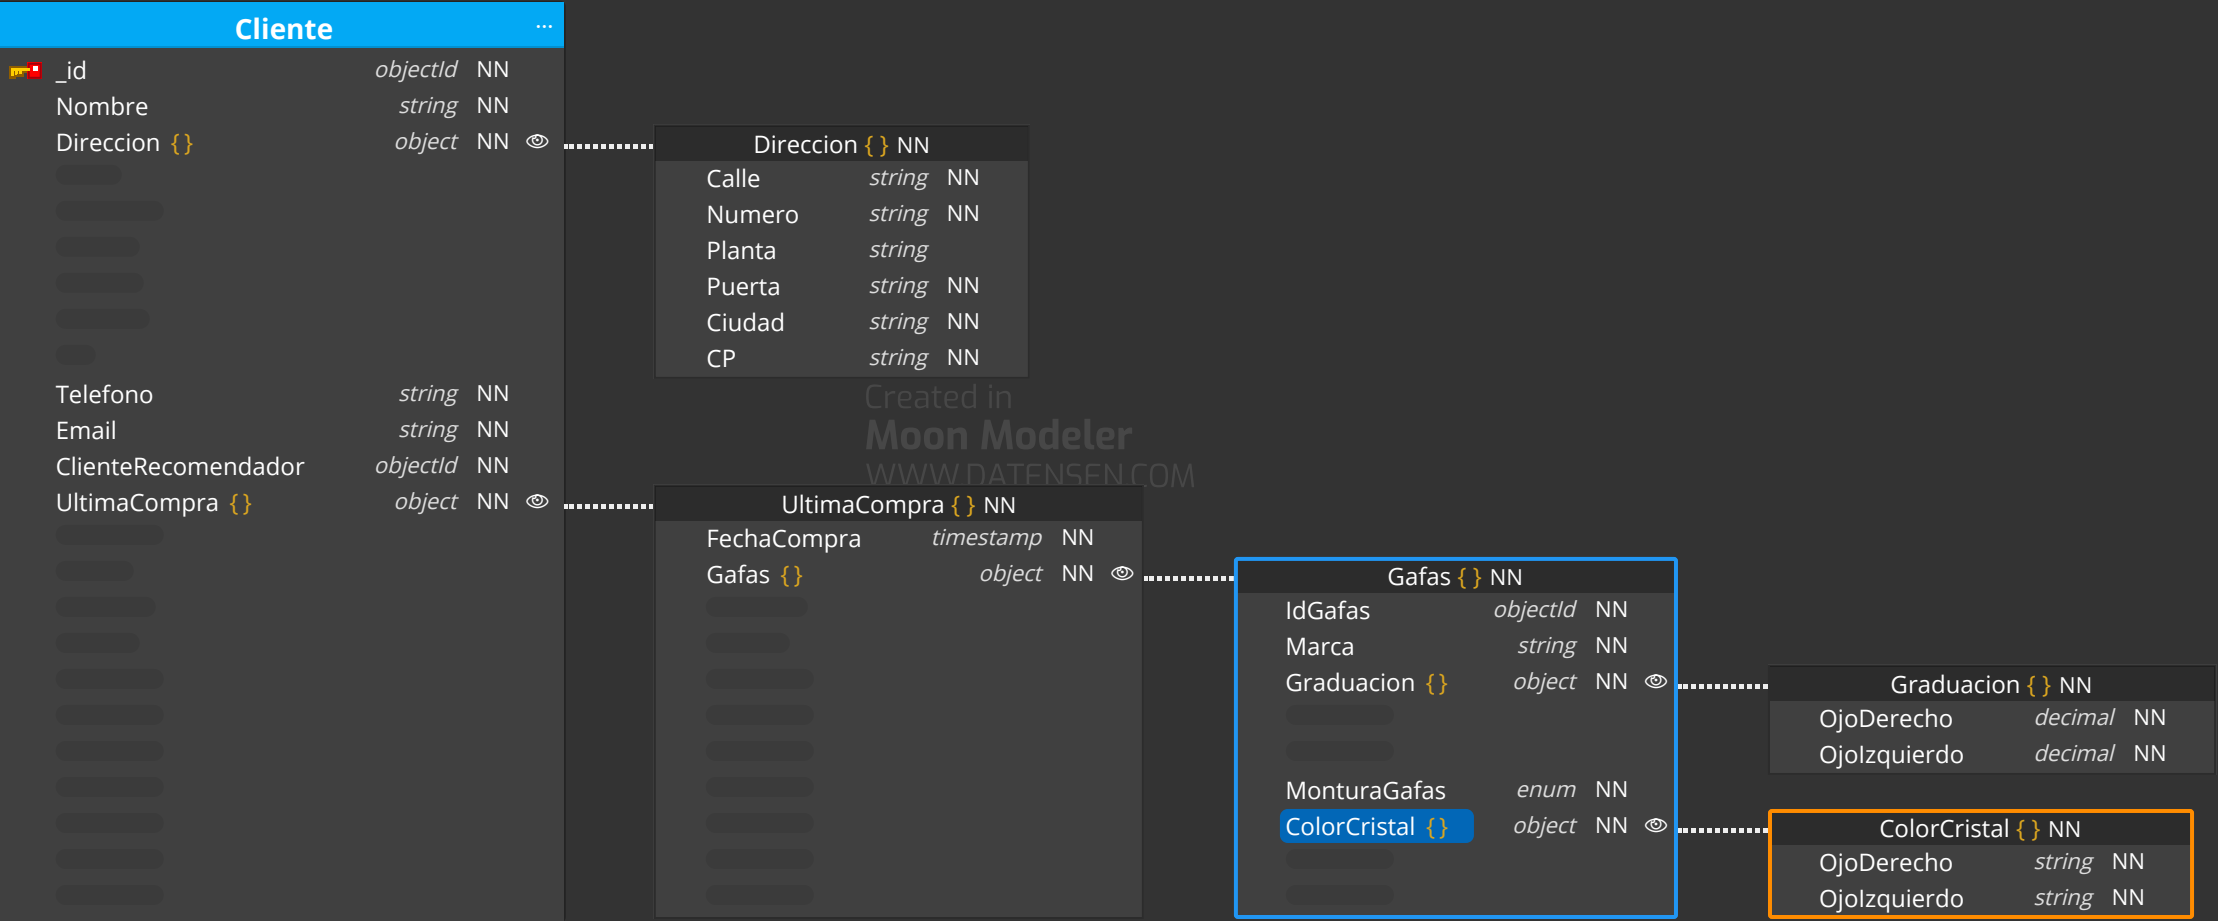 Cliente ...
_id objectId NN
Nombre string NN
Direccion { } object NN
Telefono string NN
Email string NN
ClienteRecomendador objectId NN
UltimaCompra { } object NN
Direccion { } NN
Calle string NN
Numero string NN
Planta string
Puerta string NN
Ciudad string NN
CP string NN
Created in
Moon Modeler
WWW.DATENSEN.COM
UltimaCompra { } NN
FechaCompra timestamp NN
Gafas { } object NN
Gafas { } NN
IdGafas objectId NN
Marca string NN
Graduacion { } object NN
MonturaGafas enum NN
ColorCristal { } object NN
Graduacion { } NN
OjoDerecho decimal NN
OjoIzquierdo decimal NN
ColorCristal { } NN
OjoDerecho string NN
OjoIzquierdo string NN